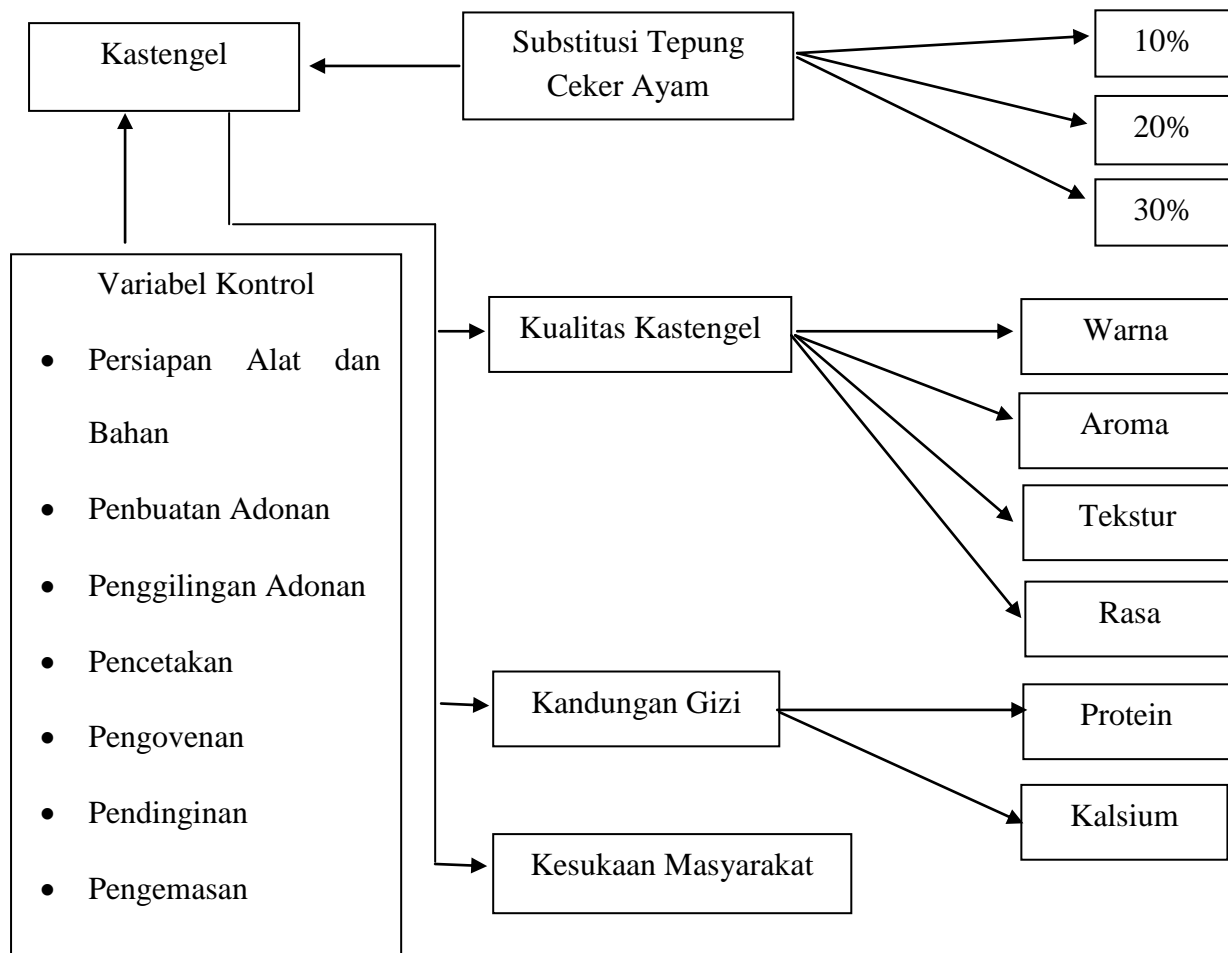 Kastengel
Substitusi Tepung
Ceker Ayam
10%
20%
30%
Variabel Kontrol
• Persiapan Alat dan
Bahan
• Penbuatan Adonan
• Penggilingan Adonan
• Pencetakan
• Pengovenan
• Pendinginan
• Pengemasan
Kualitas Kastengel
Warna
Aroma
Tekstur
Rasa
Kandungan Gizi
Protein
Kalsium
Kesukaan Masyarakat